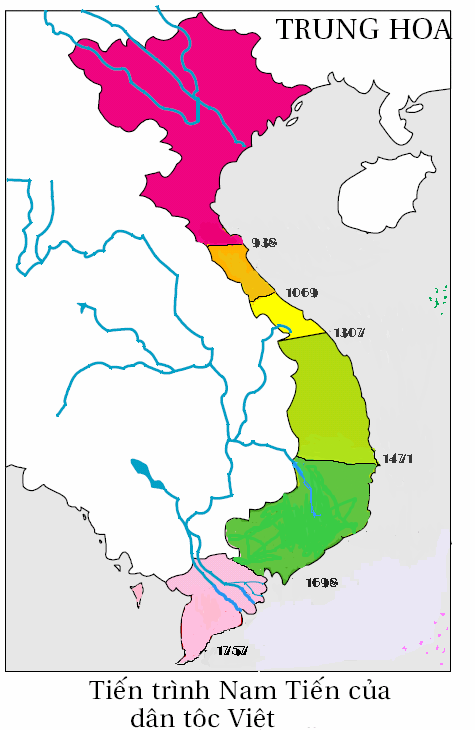 TRUNG HOA
938
1069
1307
1471
1698
1757
Tiến trình Nam Tiến của
dân tộc Việt